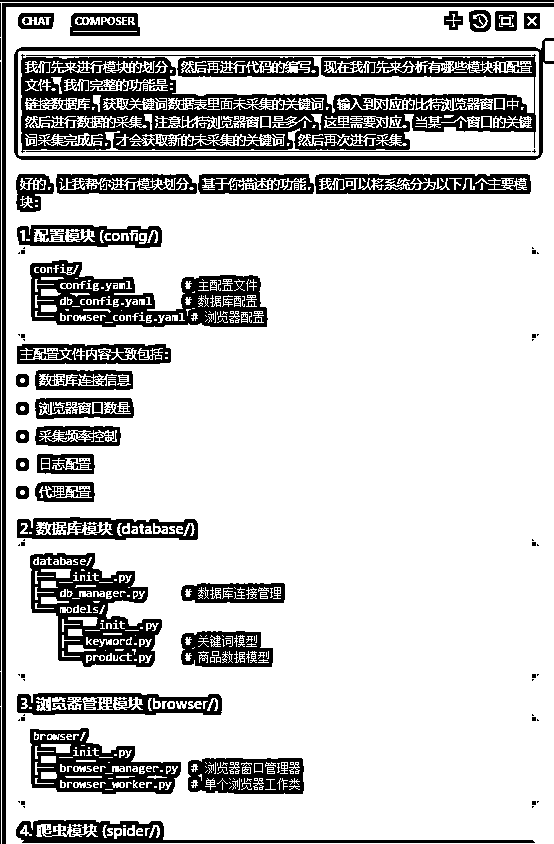 CHAT COMPOSER
我们先来进行模块的划分，然后再进行代码的编写。现在我们先来分析有哪些模块和配置
文件。我们完整的功能是：
链接数据库，获取关键词数据表里面未采集的关键词，输入到对应的比特浏览器窗口中，
然后进行数据的采集。注意比特浏览器窗口是多个，这里需要对应。当某一个窗口的关键
词采集完成后，才会获取新的未采集的关键词，然后再次进行采集。
好的，让我帮你进行模块划分。基于你描述的功能，我们可以将系统分为以下几个主要模
块：
1. 配置模块 (config/)
config/
├── config.yaml # 主配置文件
├── db_config.yaml # 数据库配置
└── browser_config.yaml # 浏览器配置
主配置文件内容大致包括：
数据库连接信息
浏览器窗口数量
采集频率控制
日志配置
代理配置
2. 数据库模块 (database/)
database/
├── __init__.py
├── db_manager.py # 数据库连接管理
└── models/
├── __init__.py
├── keyword.py # 关键词模型
└── product.py # 商品数据模型
3. 浏览器管理模块 (browser/)
browser/
├── __init__.py
├── browser_manager.py # 浏览器窗口管理器
└── browser_worker.py # 单个浏览器工作类
4. 爬虫模块 (spider/)